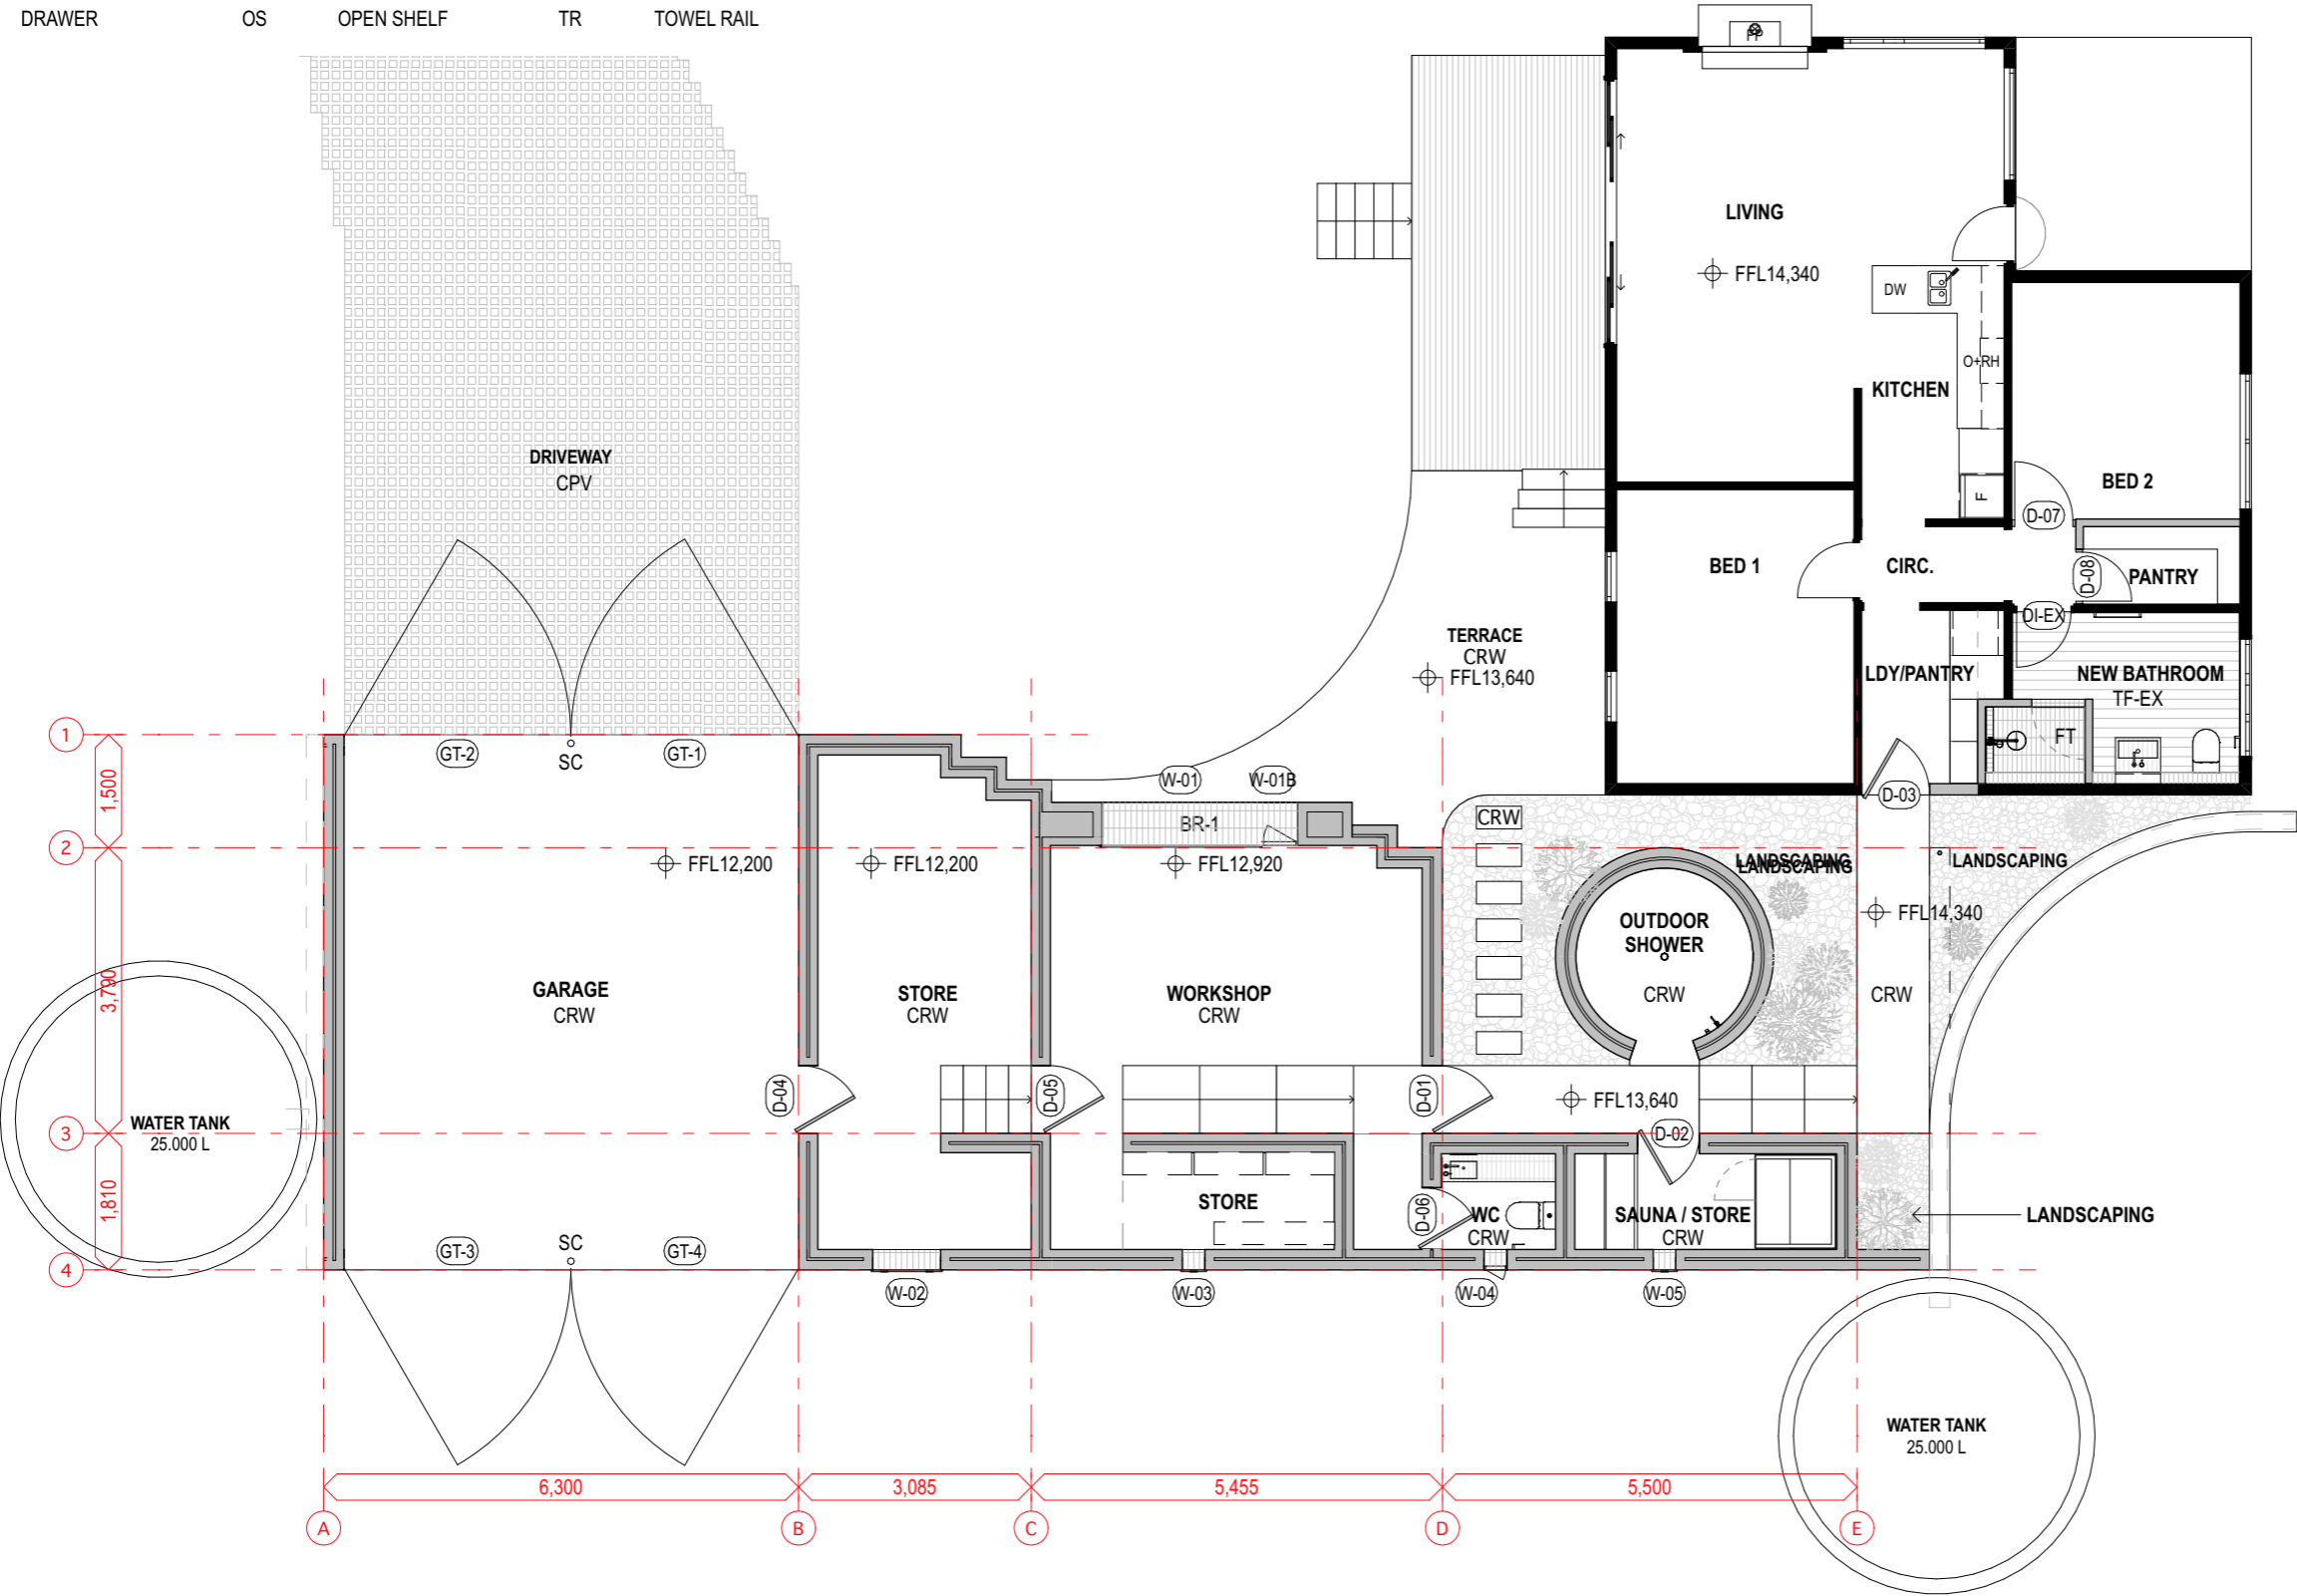 DRAWER OS OPEN SHELF TR TOWEL RAIL
FP
LIVING
FFL14,340
DW
O+RH
KITCHEN
F
BED 2
D-07
DRIVEWAY
CPV
BED 1
CIRC.
D-08
PANTRY
DI-EX
TERRACE
CRW
FFL13,640
LDY/PANTRY
NEW BATHROOM
TF-EX
FT
1
GT-2
SC
GT-1
W-01
W-01B
D-03
1,500
BR-1
CRW
2
FFL12,200
FFL12,200
FFL12,920
LANDSCAPING
LANDSCAPING
LANDSCAPING
FFL14,340
OUTDOOR
SHOWER
CRW
CRW
3,790
GARAGE
CRW
STORE
CRW
WORKSHOP
CRW
D-04
D-05
D-01
FFL13,640
WATER TANK
25.000 L
3
D-02
1,810
STORE
D-06
WC
CRW
SAUNA / STORE
CRW
LANDSCAPING
GT-3
SC
GT-4
4
W-02
W-03
W-04
W-05
WATER TANK
25.000 L
6,300
3,085
5,455
5,500
A
B
C
D
E